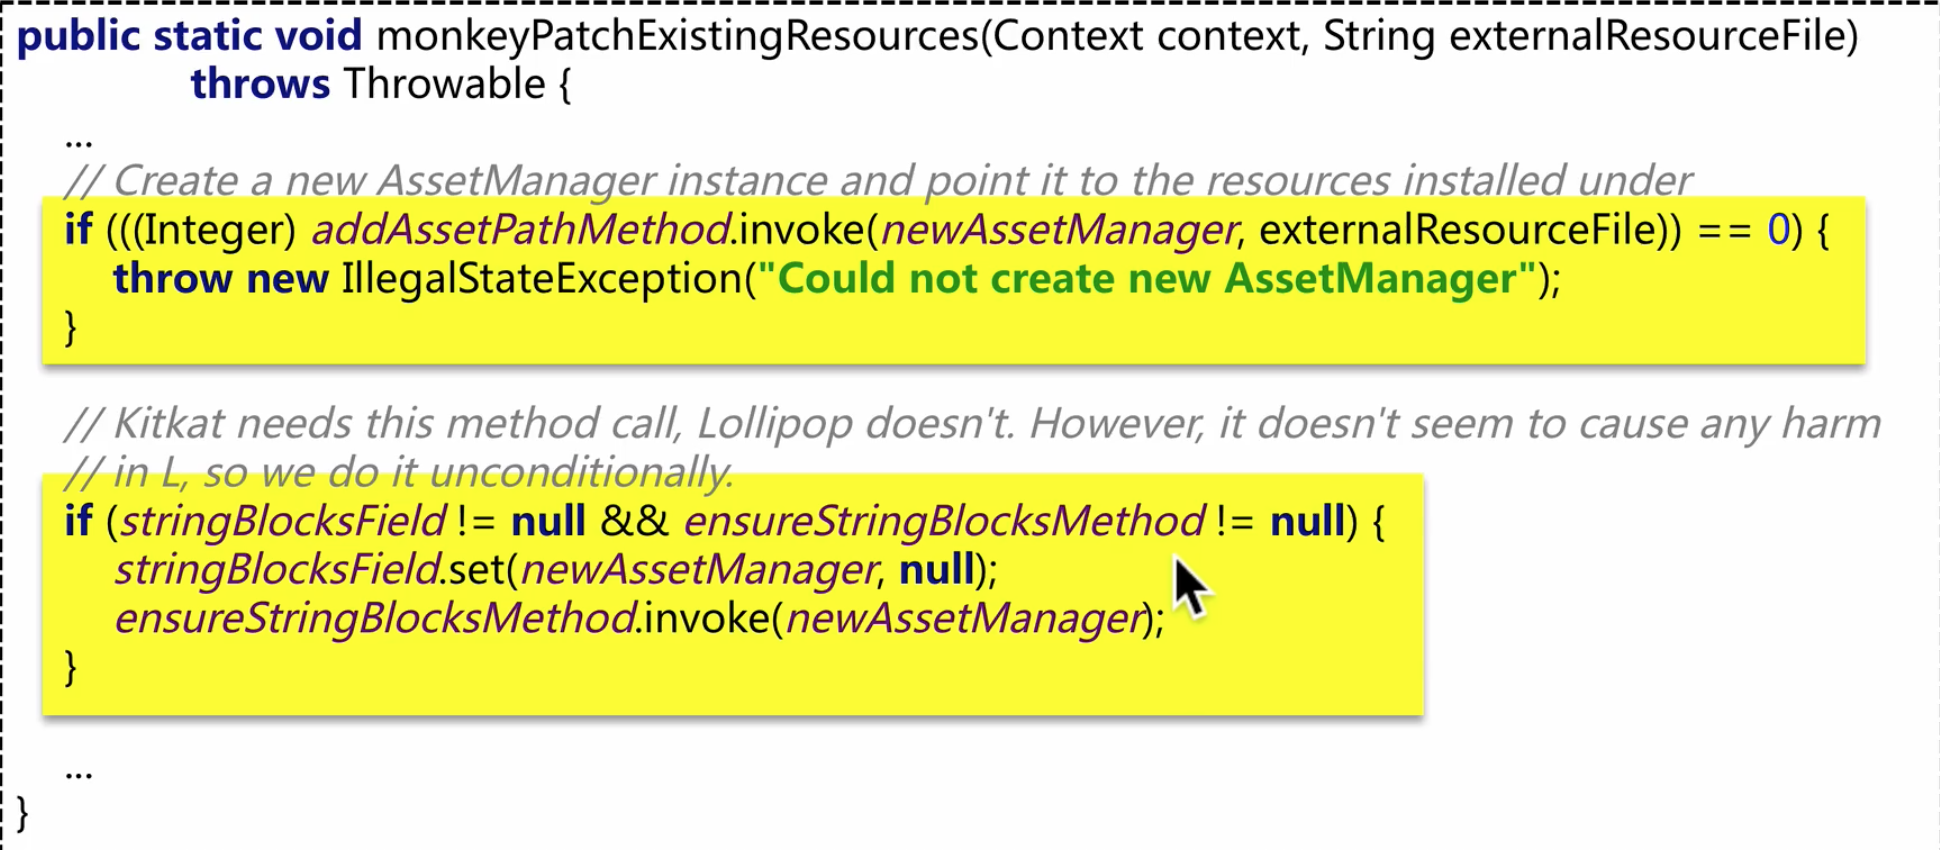 public static void monkeyPatchExistingResources(Context context, String externalResourceFile)
throws Throwable {
...
// Create a new AssetManager instance and point it to the resources installed under
if (((Integer) addAssetPathMethod.invoke(newAssetManager, externalResourceFile)) == 0) {
throw new IllegalStateException("Could not create new AssetManager");
}
// Kitkat needs this method call, Lollipop doesn't. However, it doesn't seem to cause any harm
// in L, so we do it unconditionally.
if (stringBlocksField != null && ensureStringBlocksMethod != null) {
stringBlocksField.set(newAssetManager, null);
ensureStringBlocksMethod.invoke(newAssetManager);
}
...
}